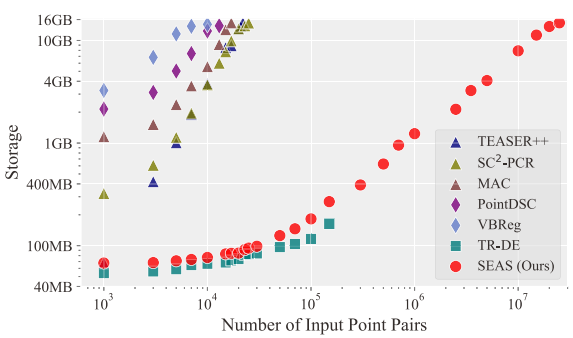 16GB
10GB
4GB
1GB
400MB
100MB
40MB
Storage
TEASER++
SC²-PCR
MAC
PointDSC
VBReg
TR-DE
SEAS (Ours)
10³
10⁴
10⁵
10⁶
10⁷
Number of Input Point Pairs